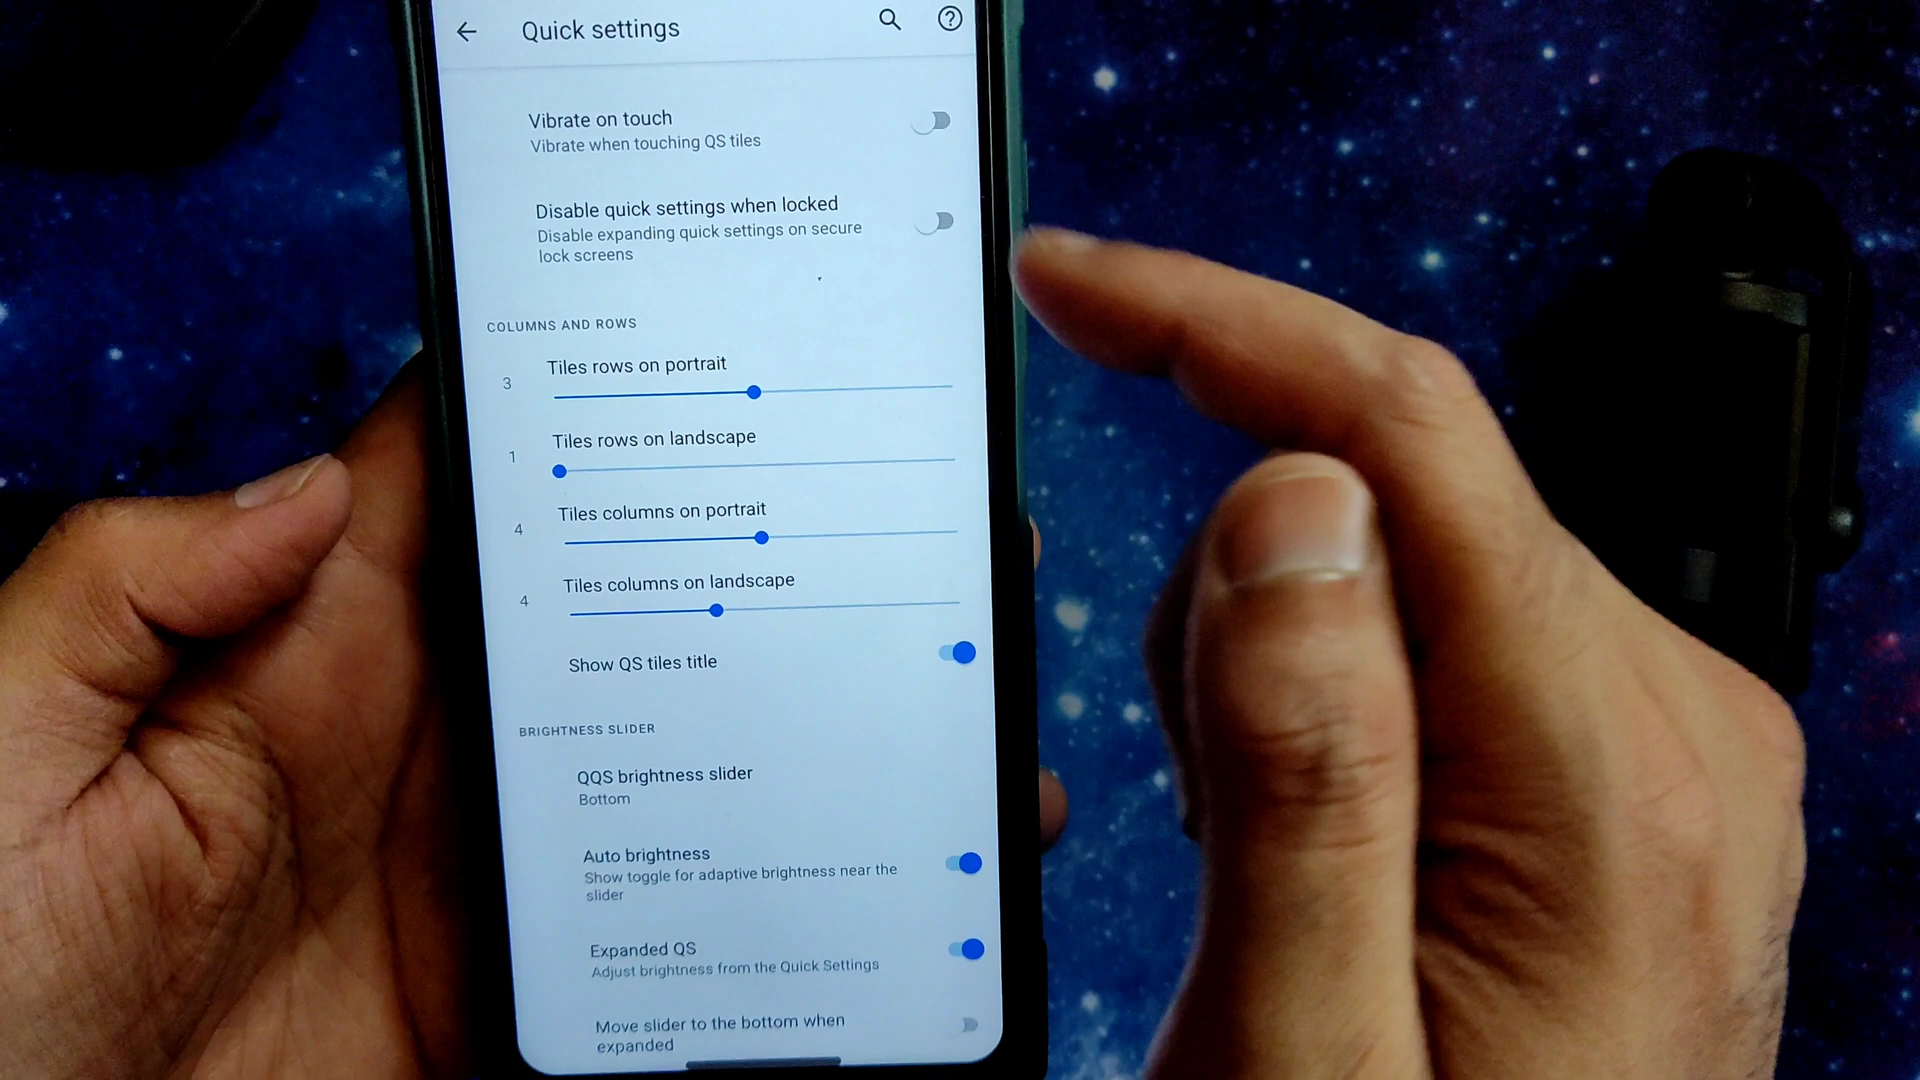 Quick settings
Vibrate on touch
Vibrate when touching QS tiles
Disable quick settings when locked
Disable expanding quick settings on secure
lock screens
COLUMNS AND ROWS
Tiles rows on portrait
3
Tiles rows on landscape
1
Tiles columns on portrait
4
Tiles columns on landscape
4
Show QS tiles title
BRIGHTNESS SLIDER
QQS brightness slider
Bottom
Auto brightness
Show toggle for adaptive brightness near the
slider
Expanded QS
Adjust brightness from the Quick Settings
Move slider to the bottom when
expanded